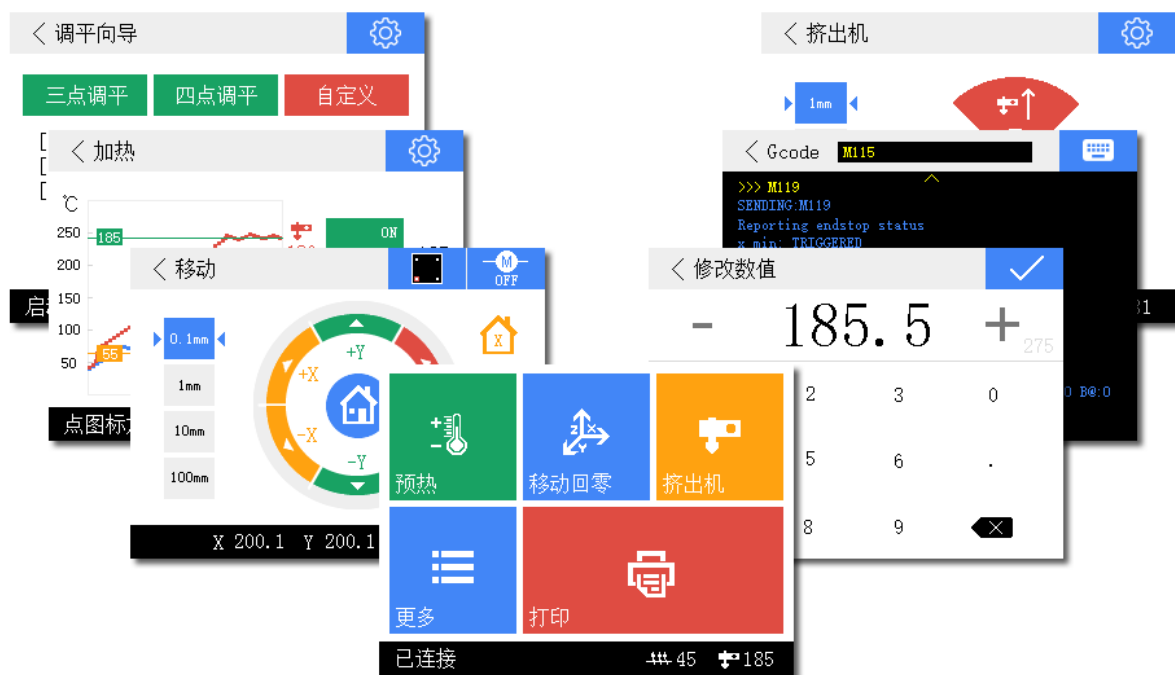 调平向导
三点调平 四点调平 自定义
加热
℃
250
200
150
100
50
185
55
ON
点图标
移动
OFF
M
0.1mm
1mm
10mm
100mm
+Y
+X
-X
-Y
X
X 200.1 Y 200.1
预热
移动回零
Z X
Y
挤出机
更多
打印
已连接
45 185
挤出机
1mm
Gcode M115
>>> M119
SENDING:M119
Reporting endstop status
x_min: TRIGGERED
B@:0
修改数值
- 185.5 +
275
2 3 0
5 6 .
8 9